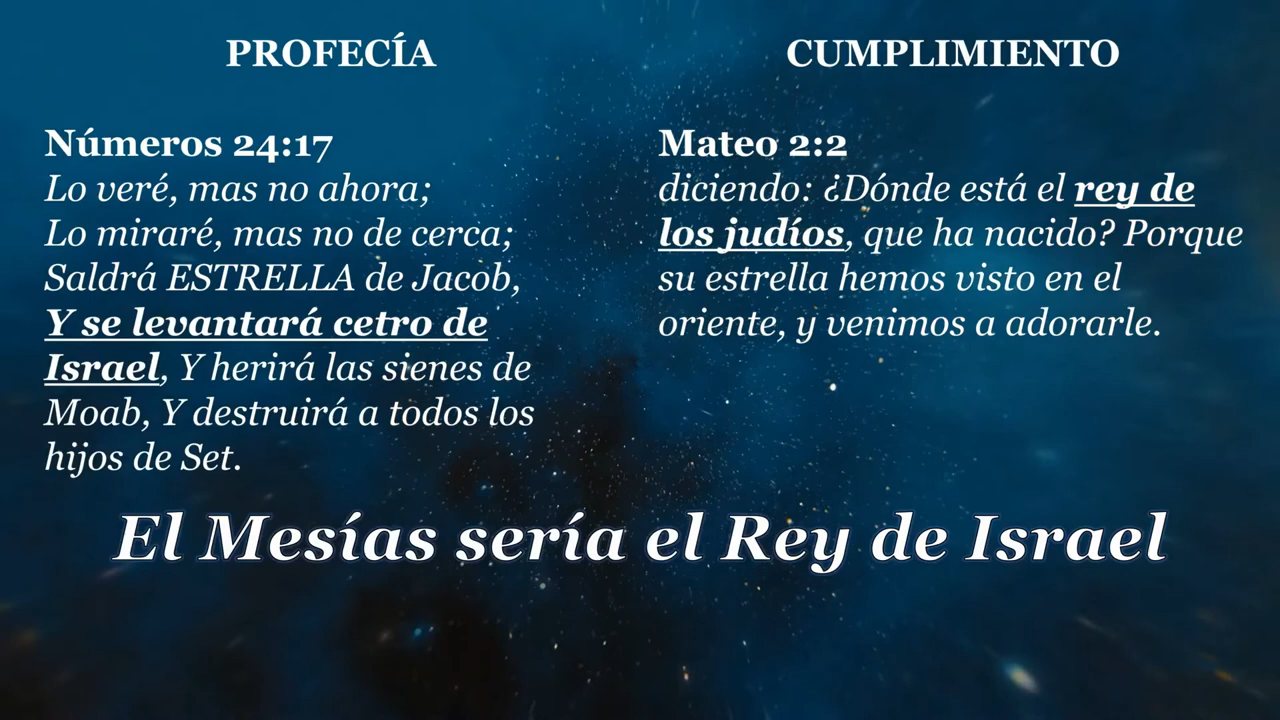 PROFECÍA
Números 24:17
Lo veré, mas no ahora;
Lo miraré, mas no de cerca;
Saldrá ESTRELLA de Jacob,
Y se levantará cetro de
Israel, Y herirá las sienes de
Moab, Y destruirá a todos los
hijos de Set.
CUMPLIMIENTO
Mateo 2:2
diciendo: ¿Dónde está el rey de
los judíos, que ha nacido? Porque
su estrella hemos visto en el
oriente, y venimos a adorarle.
El Mesías sería el Rey de Israel